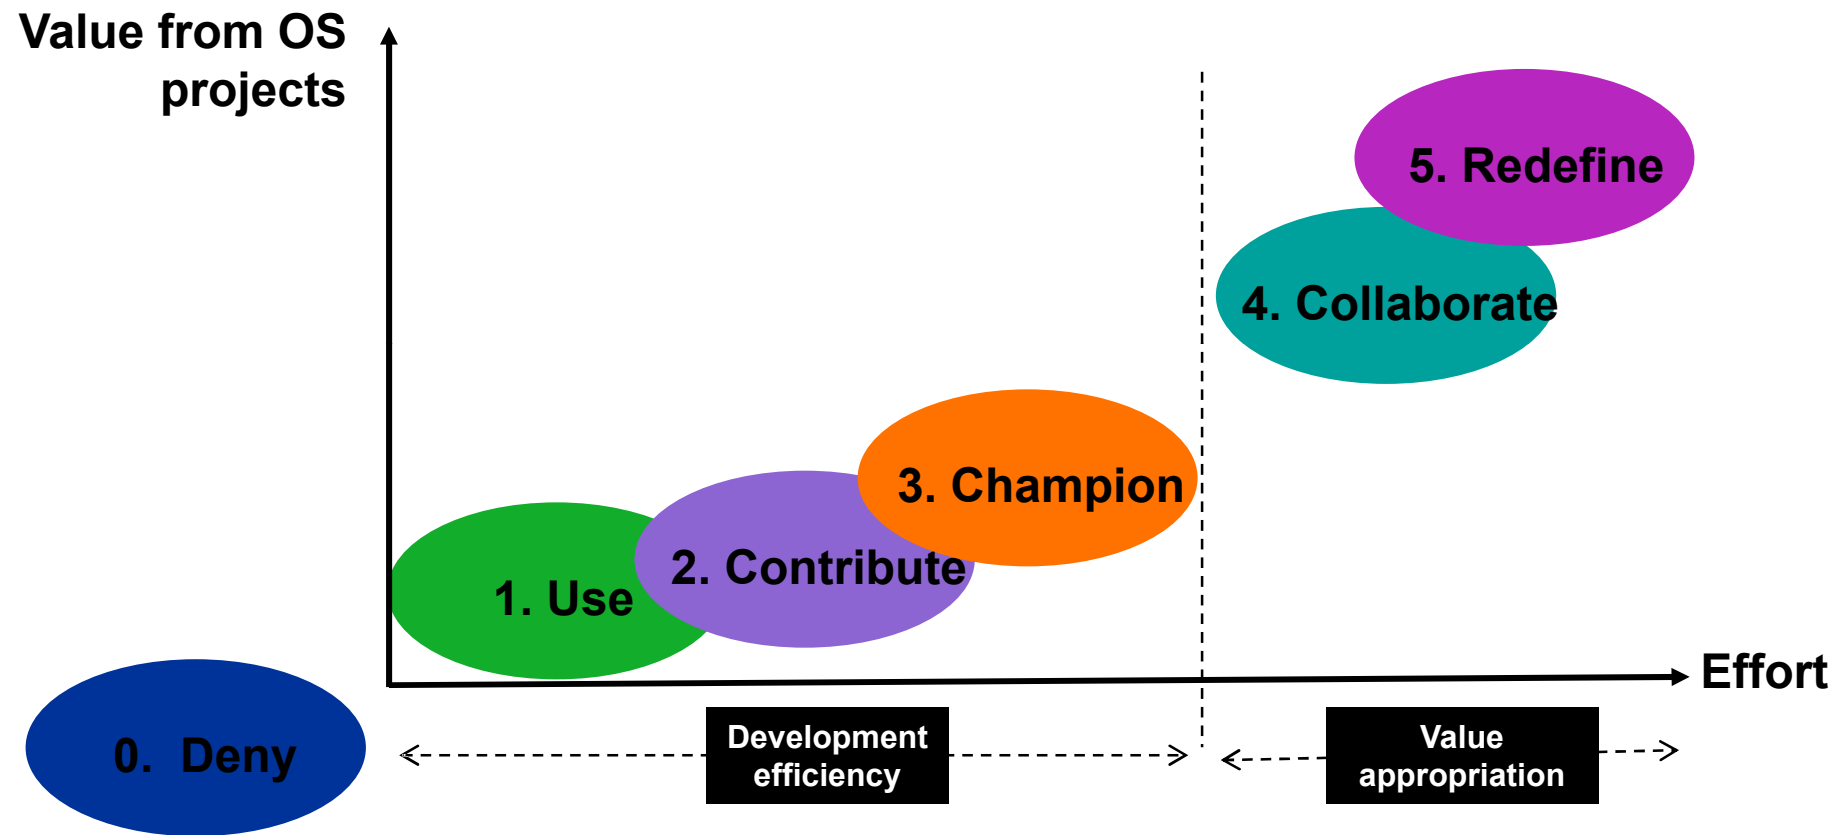 Value from OS
projects
5. Redefine
4. Collaborate
3. Champion
2. Contribute
1. Use
Effort
0. Deny
Development
efficiency
Value
appropriation